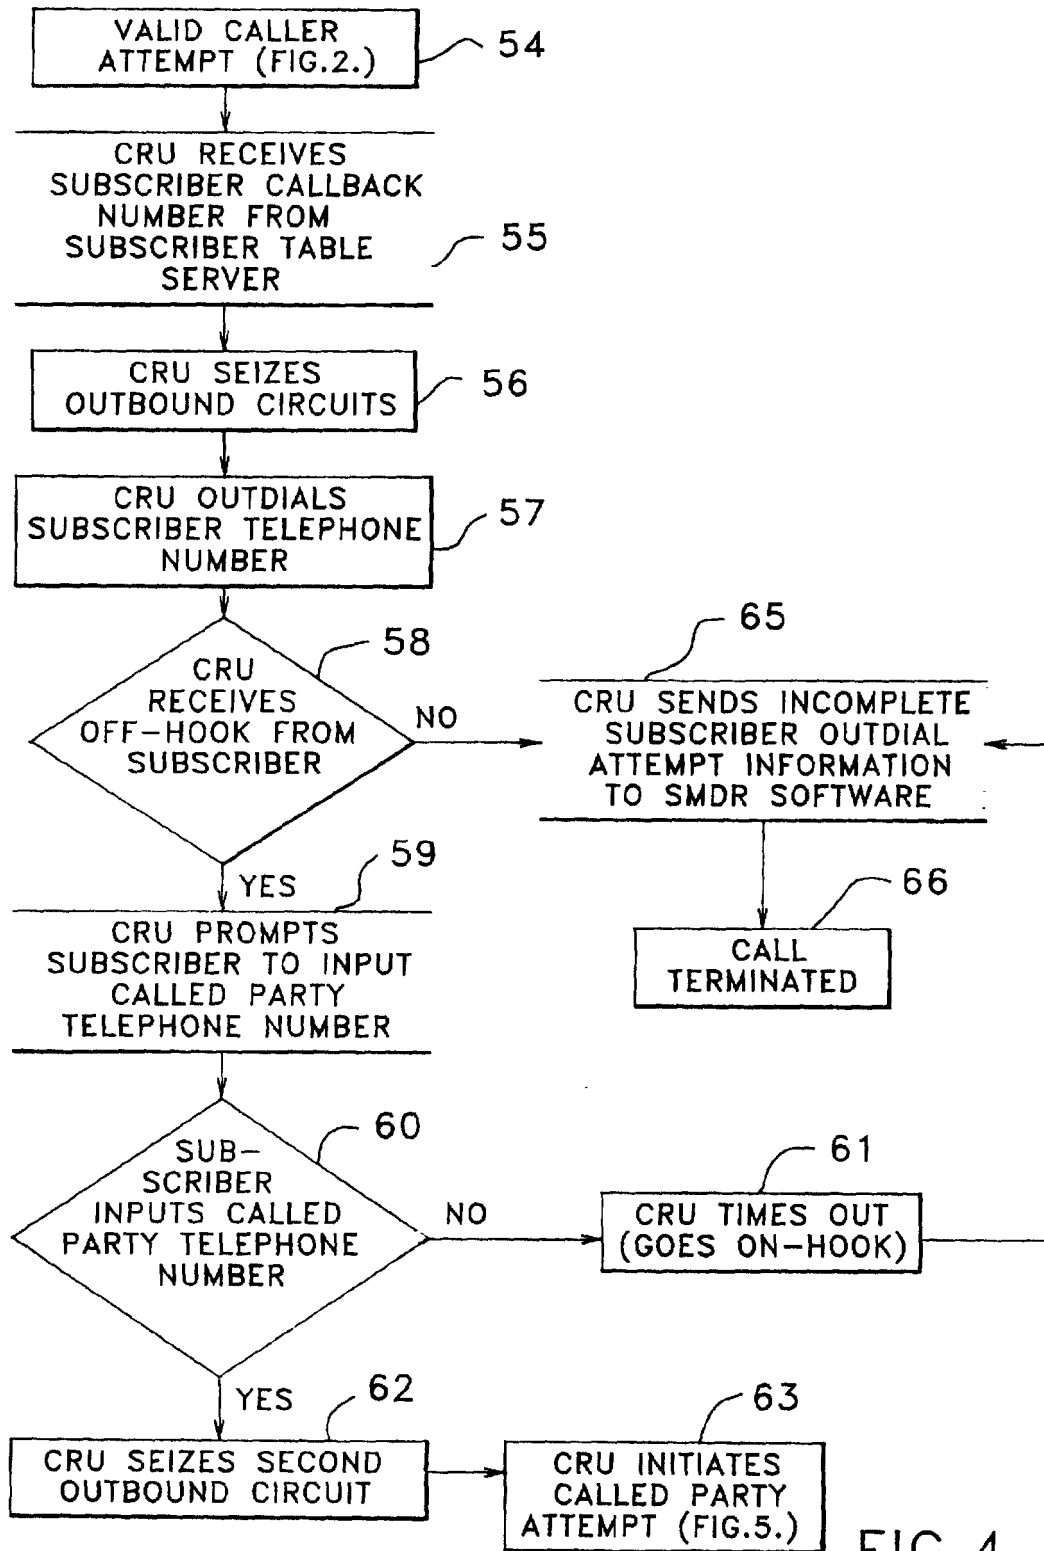 VALID CALLER
ATTEMPT (FIG.2.)
54
CRU RECEIVES
SUBSCRIBER CALLBACK
NUMBER FROM
SUBSCRIBER TABLE
SERVER
55
CRU SEIZES
OUTBOUND CIRCUITS
56
CRU OUTDIALS
SUBSCRIBER TELEPHONE
NUMBER
57
58
CRU
RECEIVES
OFF-HOOK FROM
SUBSCRIBER
NO
YES
65
CRU SENDS INCOMPLETE
SUBSCRIBER OUTDIAL
ATTEMPT INFORMATION
TO SMDR SOFTWARE
66
CALL
TERMINATED
59
CRU PROMPTS
SUBSCRIBER TO INPUT
CALLED PARTY
TELEPHONE NUMBER
60
SUB-
SCRIBER
INPUTS CALLED
PARTY TELEPHONE
NUMBER
NO
YES
61
CRU TIMES OUT
(GOES ON-HOOK)
62
CRU SEIZES SECOND
OUTBOUND CIRCUIT
63
CRU INITIATES
CALLED PARTY
ATTEMPT (FIG.5.)
FIG 4